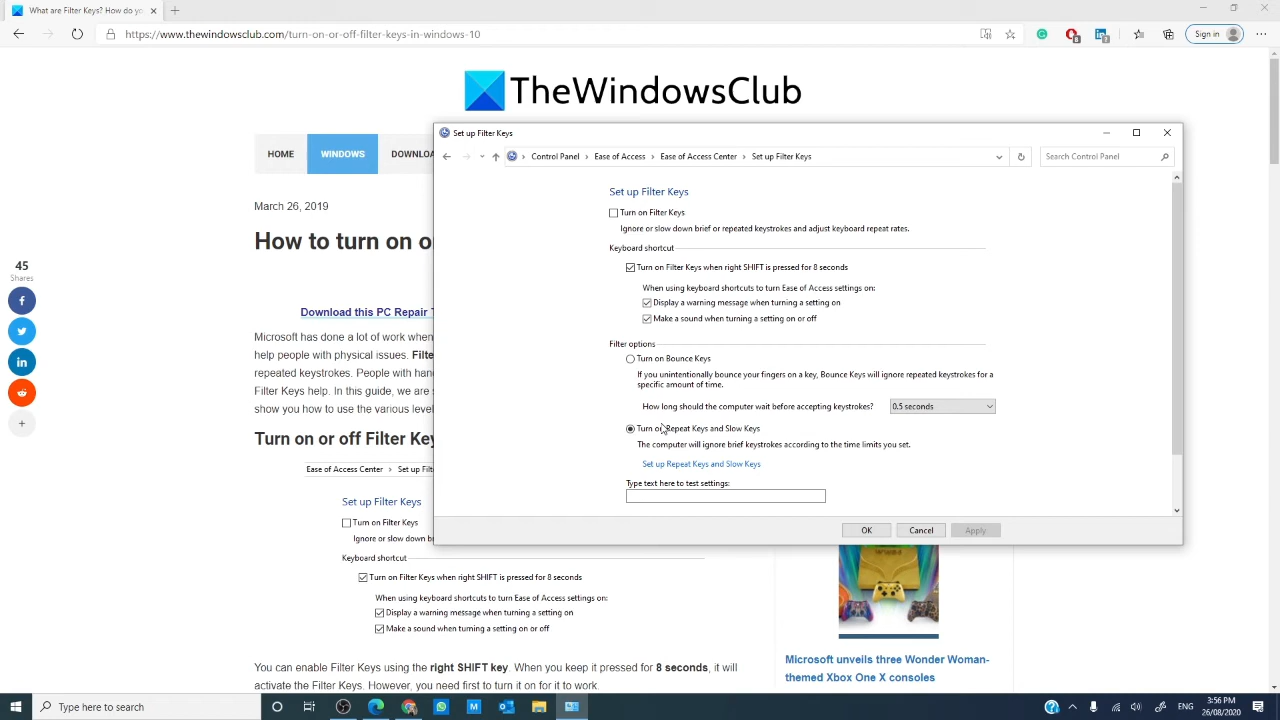 What are Filter Keys? How do yo
https://www.thewindowsclub.com/turn-on-or-off-filter-keys-in-windows-10
Sign in
TheWindowsClub
HOME
WINDOWS
DOWNLOA
March 26, 2019
How to turn on o
45
Shares
Download this PC Repair T
Microsoft has done a lot of work when
help people with physical issues. Filte
repeated keystrokes. People with han
Filter Keys help. In this guide, we are s
show you how to use the various level
Turn on or off Filter Key
Ease of Access Center > Set up Filt
Set up Filter Keys
Turn on Filter Keys
Ignore or slow down br
Keyboard shortcut
Turn on Filter Keys when right SHIFT is pressed for 8 seconds
When using keyboard shortcuts to turn Ease of Access settings on:
Display a warning message when turning a setting on
Make a sound when turning a setting on or off
You can enable Filter Keys using the right SHIFT key. When you keep it pressed for 8 seconds, it will
activate the Filter Keys. However, you need first to turn it on for it to work.
Microsoft unveils three Wonder Woman-
themed Xbox One X consoles
Set up Filter Keys
Control Panel > Ease of Access > Ease of Access Center > Set up Filter Keys
Search Control Panel
Set up Filter Keys
Turn on Filter Keys
Ignore or slow down brief or repeated keystrokes and adjust keyboard repeat rates.
Keyboard shortcut
Turn on Filter Keys when right SHIFT is pressed for 8 seconds
When using keyboard shortcuts to turn Ease of Access settings on:
Display a warning message when turning a setting on
Make a sound when turning a setting on or off
Filter options
Turn on Bounce Keys
If you unintentionally bounce your fingers on a key, Bounce Keys will ignore repeated keystrokes for a
specific amount of time.
How long should the computer wait before accepting keystrokes?
0.5 seconds
Turn on Repeat Keys and Slow Keys
The computer will ignore brief keystrokes according to the time limits you set.
Set up Repeat Keys and Slow Keys
Type text here to test settings:
OK
Cancel
Apply
Type here to search
ENG
3:56 PM
26/08/2020